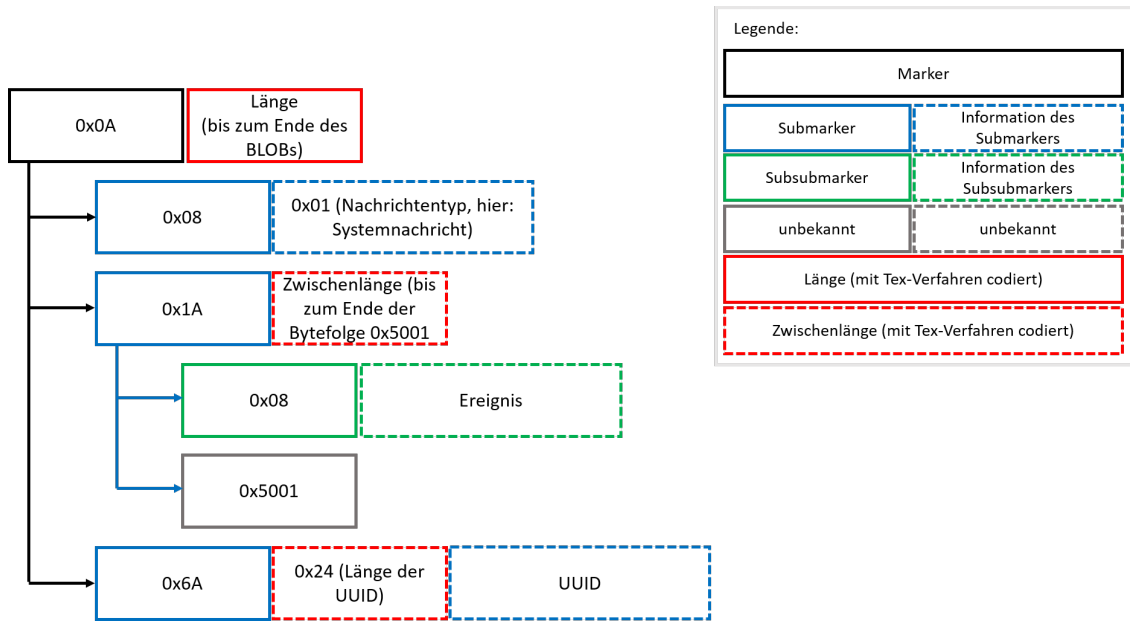 Legende:
Marker
Submarker
Information des
Submarkers
Subsubmarker
Information des
Subsubmarkers
unbekannt
unbekannt
Länge (mit Tex-Verfahren codiert)
Zwischenlänge (mit Tex-Verfahren codiert)
0x0A
Länge
(bis zum Ende des
BLOBs)
0x08
0x01 (Nachrichtentyp, hier:
Systemnachricht)
0x1A
Zwischenlänge (bis
zum Ende der
Bytefolge 0x5001
0x08
Ereignis
0x5001
0x6A
0x24 (Länge der
UUID)
UUID